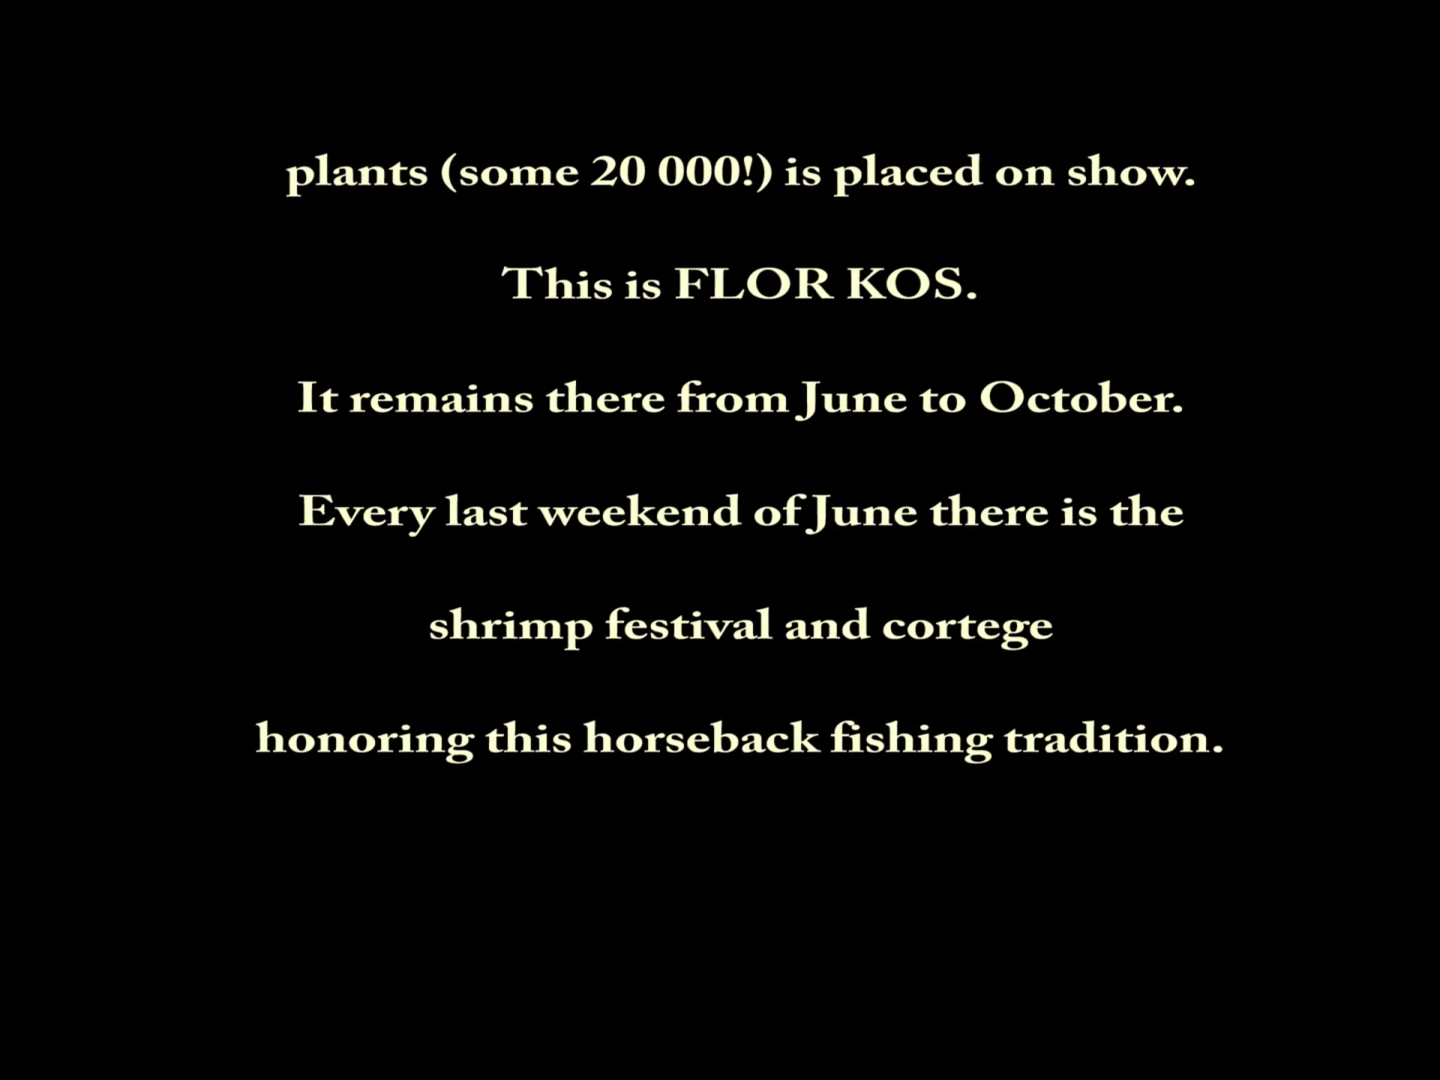 plants (some 20 000!) is placed on show.
This is FLOR KOS.
It remains there from June to October.
Every last weekend of June there is the
shrimp festival and cortege
honoring this horseback fishing tradition.